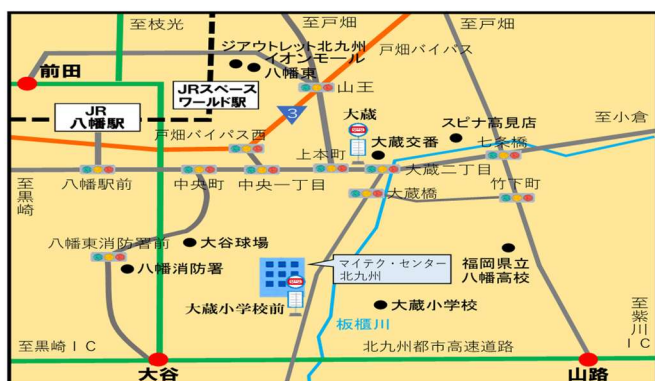 至枝光
至戸畑
至戸畑
ジアウトレット北九州
イオンモール
八幡東
戸畑バイパス
前田
JRスペース
ワールド駅
山王
JR
八幡駅
3
大蔵
スピナ高見店
至小倉
戸畑バイパス西
大蔵交番
七条橋
上本町
大蔵二丁目
至黒崎
八幡駅前
中央町
中央一丁目
大蔵橋
竹下町
八幡東消防署前
大谷球場
マイテク・センター
北九州
八幡消防署
福岡県立
八幡高校
大蔵小学校前
大蔵小学校
板櫃川
至紫川IC
至黒崎IC
北九州都市高速道路
大谷
山路